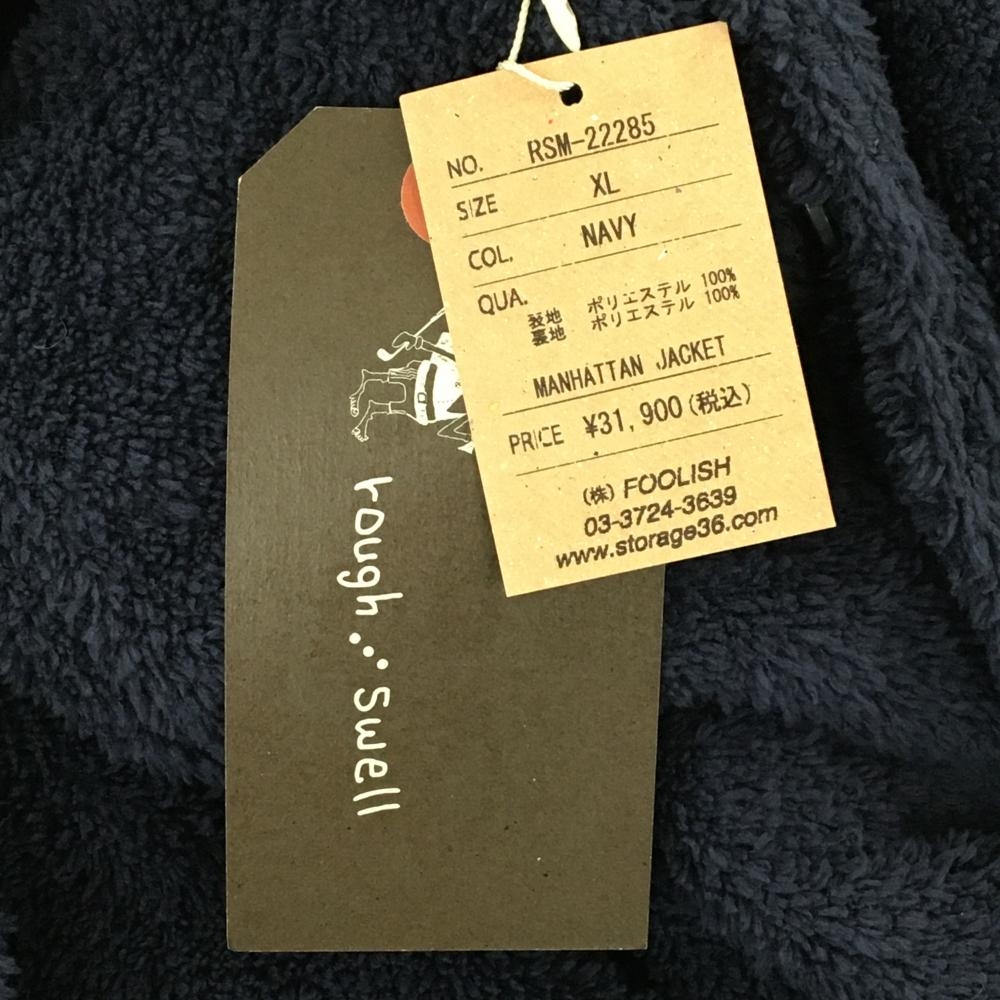 NO. RSM-22285
SIZE XL
COL. NAVY
QUA.
表地 ポリエステル 100%
裏地 ポリエステル 100%
MANHATTAN JACKET
PRICE ¥31,900(税込)
(株) FOOLISH
03-3724-3639
www.storage36.com
D
rough
swell